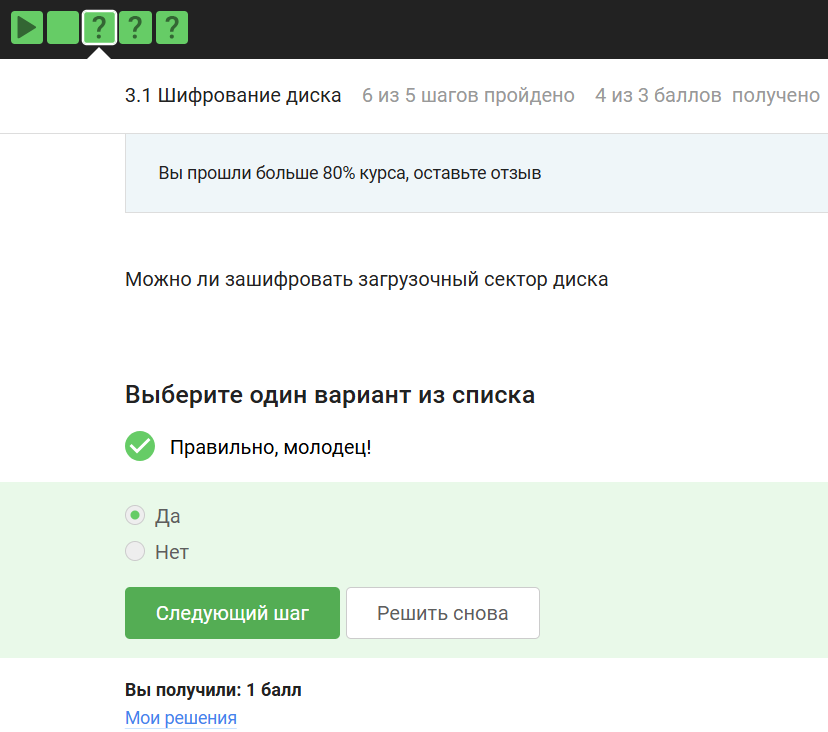 ? ? ?
3.1 Шифрование диска 6 из 5 шагов пройдено 4 из 3 баллов получено
Вы прошли больше 80% курса, оставьте отзыв
Можно ли зашифровать загрузочный сектор диска
Выберите один вариант из списка
Правильно, молодец!
Да
Нет
Следующий шаг Решить снова
Вы получили: 1 балл
Мои решения